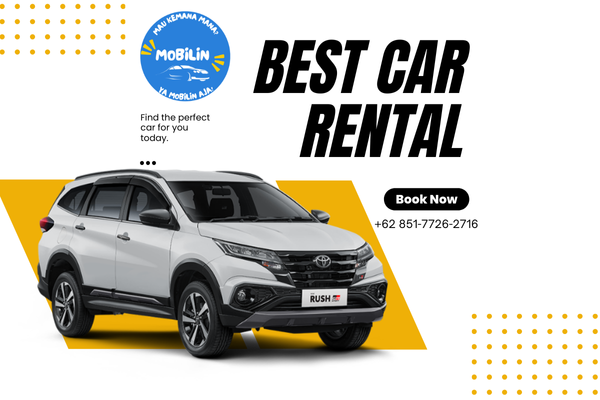 MAU KEMANA MANA?
MOBILIN
YA MOBILIN AJA.
BEST CAR
RENTAL
Find the perfect
car for you
today.
Book Now
+62 851-7726-2716
RUSH